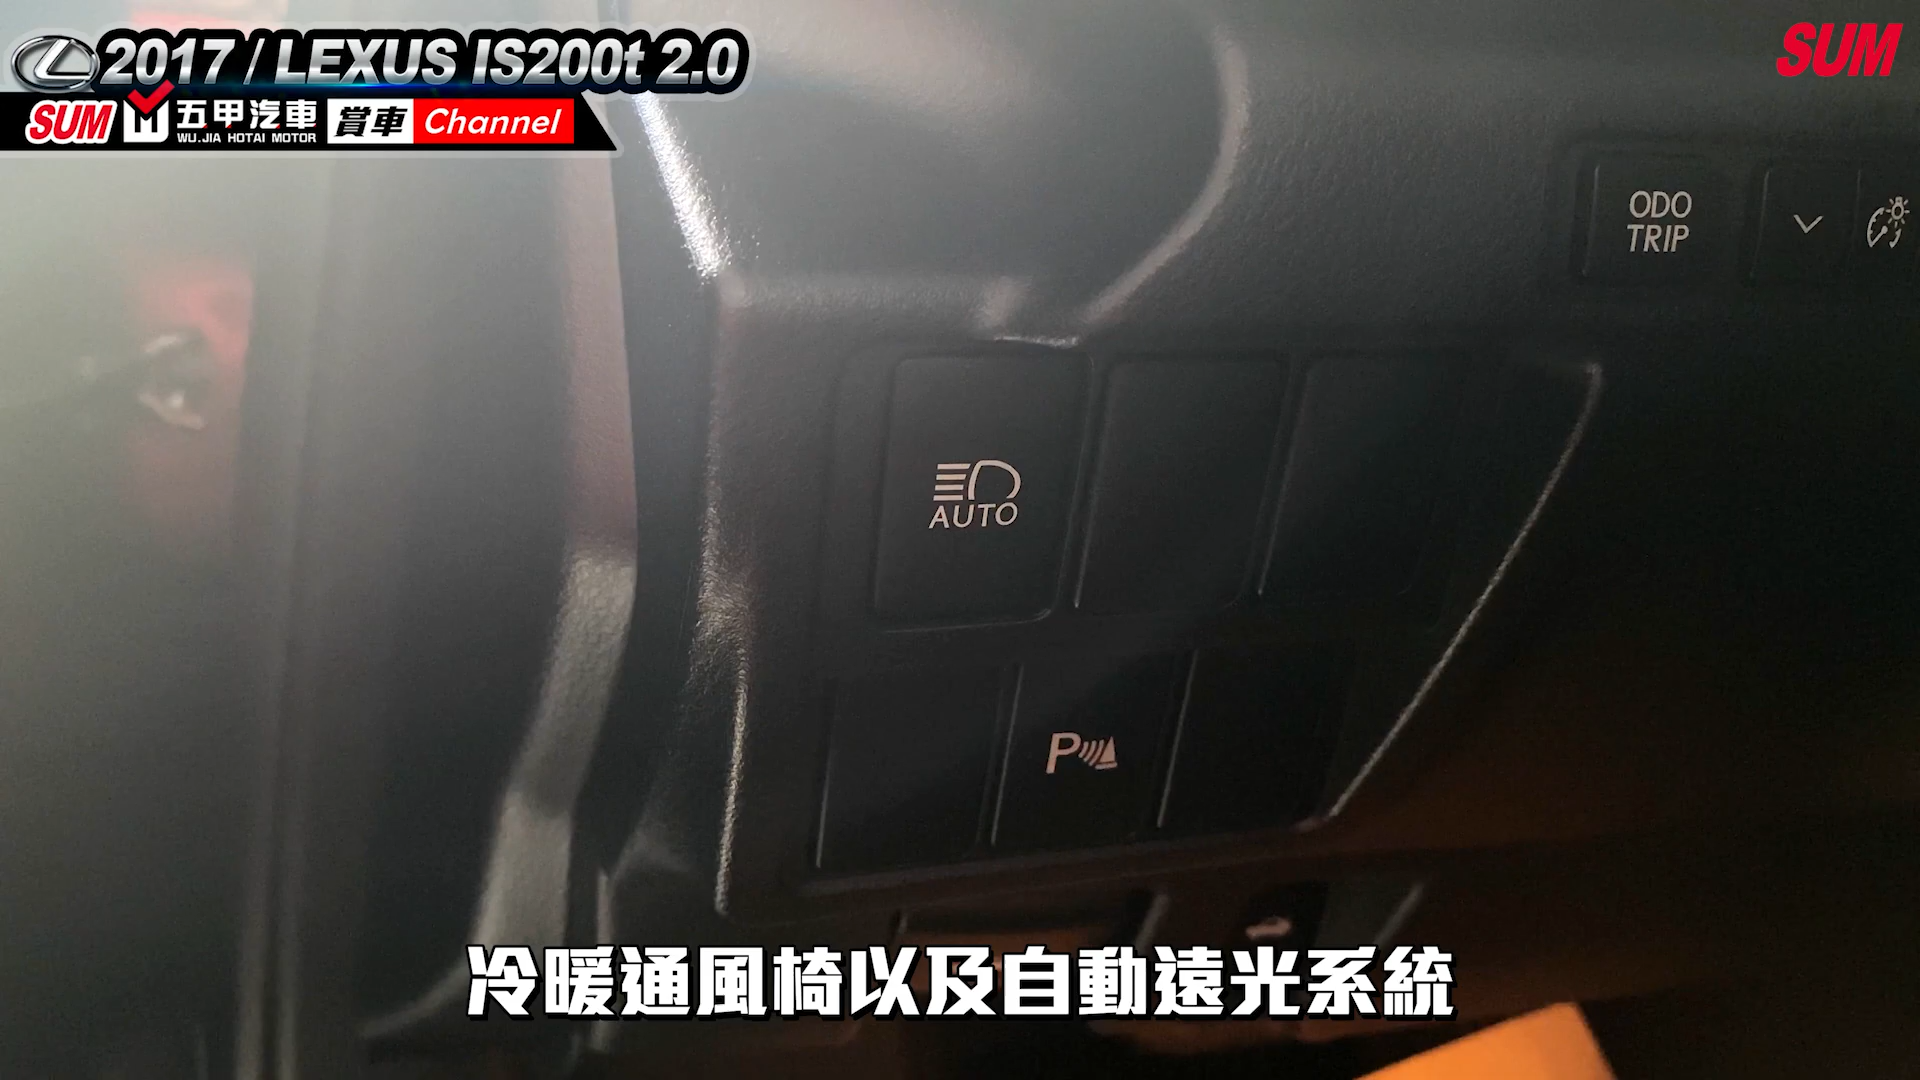 2017 / LEXUS IS200t 2.0
SUM
SUM 五甲汽車 賞車 Channel
WU.JIA HOTAI MOTOR
ODO
TRIP
AUTO
P
冷暖通風椅以及自動遠光系統